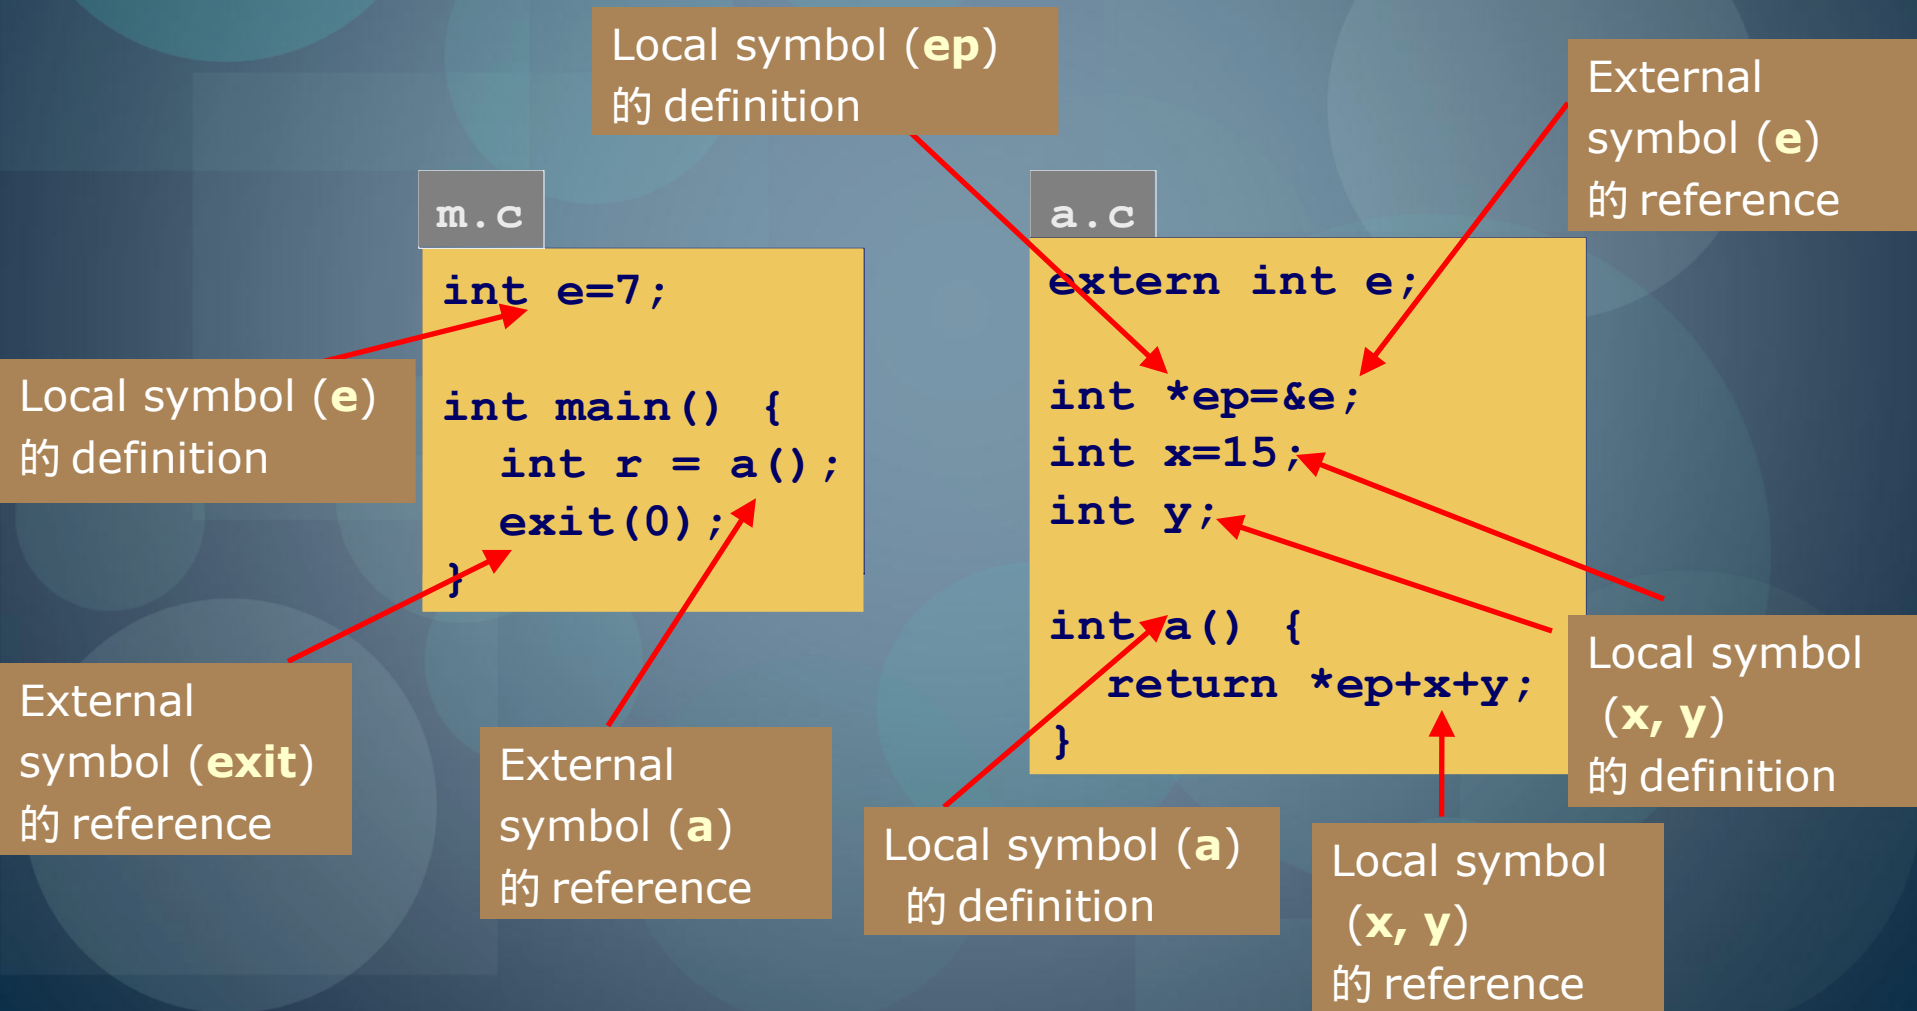 Local symbol (ep)
的 definition
External
symbol (e)
的 reference
m.c
int e=7;
int main() {
int r = a();
exit(0);
}
a.c
extern int e;
int *ep=&e;
int x=15;
int y;
int a() {
return *ep+x+y;
}
Local symbol (e)
的 definition
External
symbol (exit)
的 reference
External
symbol (a)
的 reference
Local symbol (a)
的 definition
Local symbol
(x, y)
的 definition
Local symbol
(x, y)
的 reference